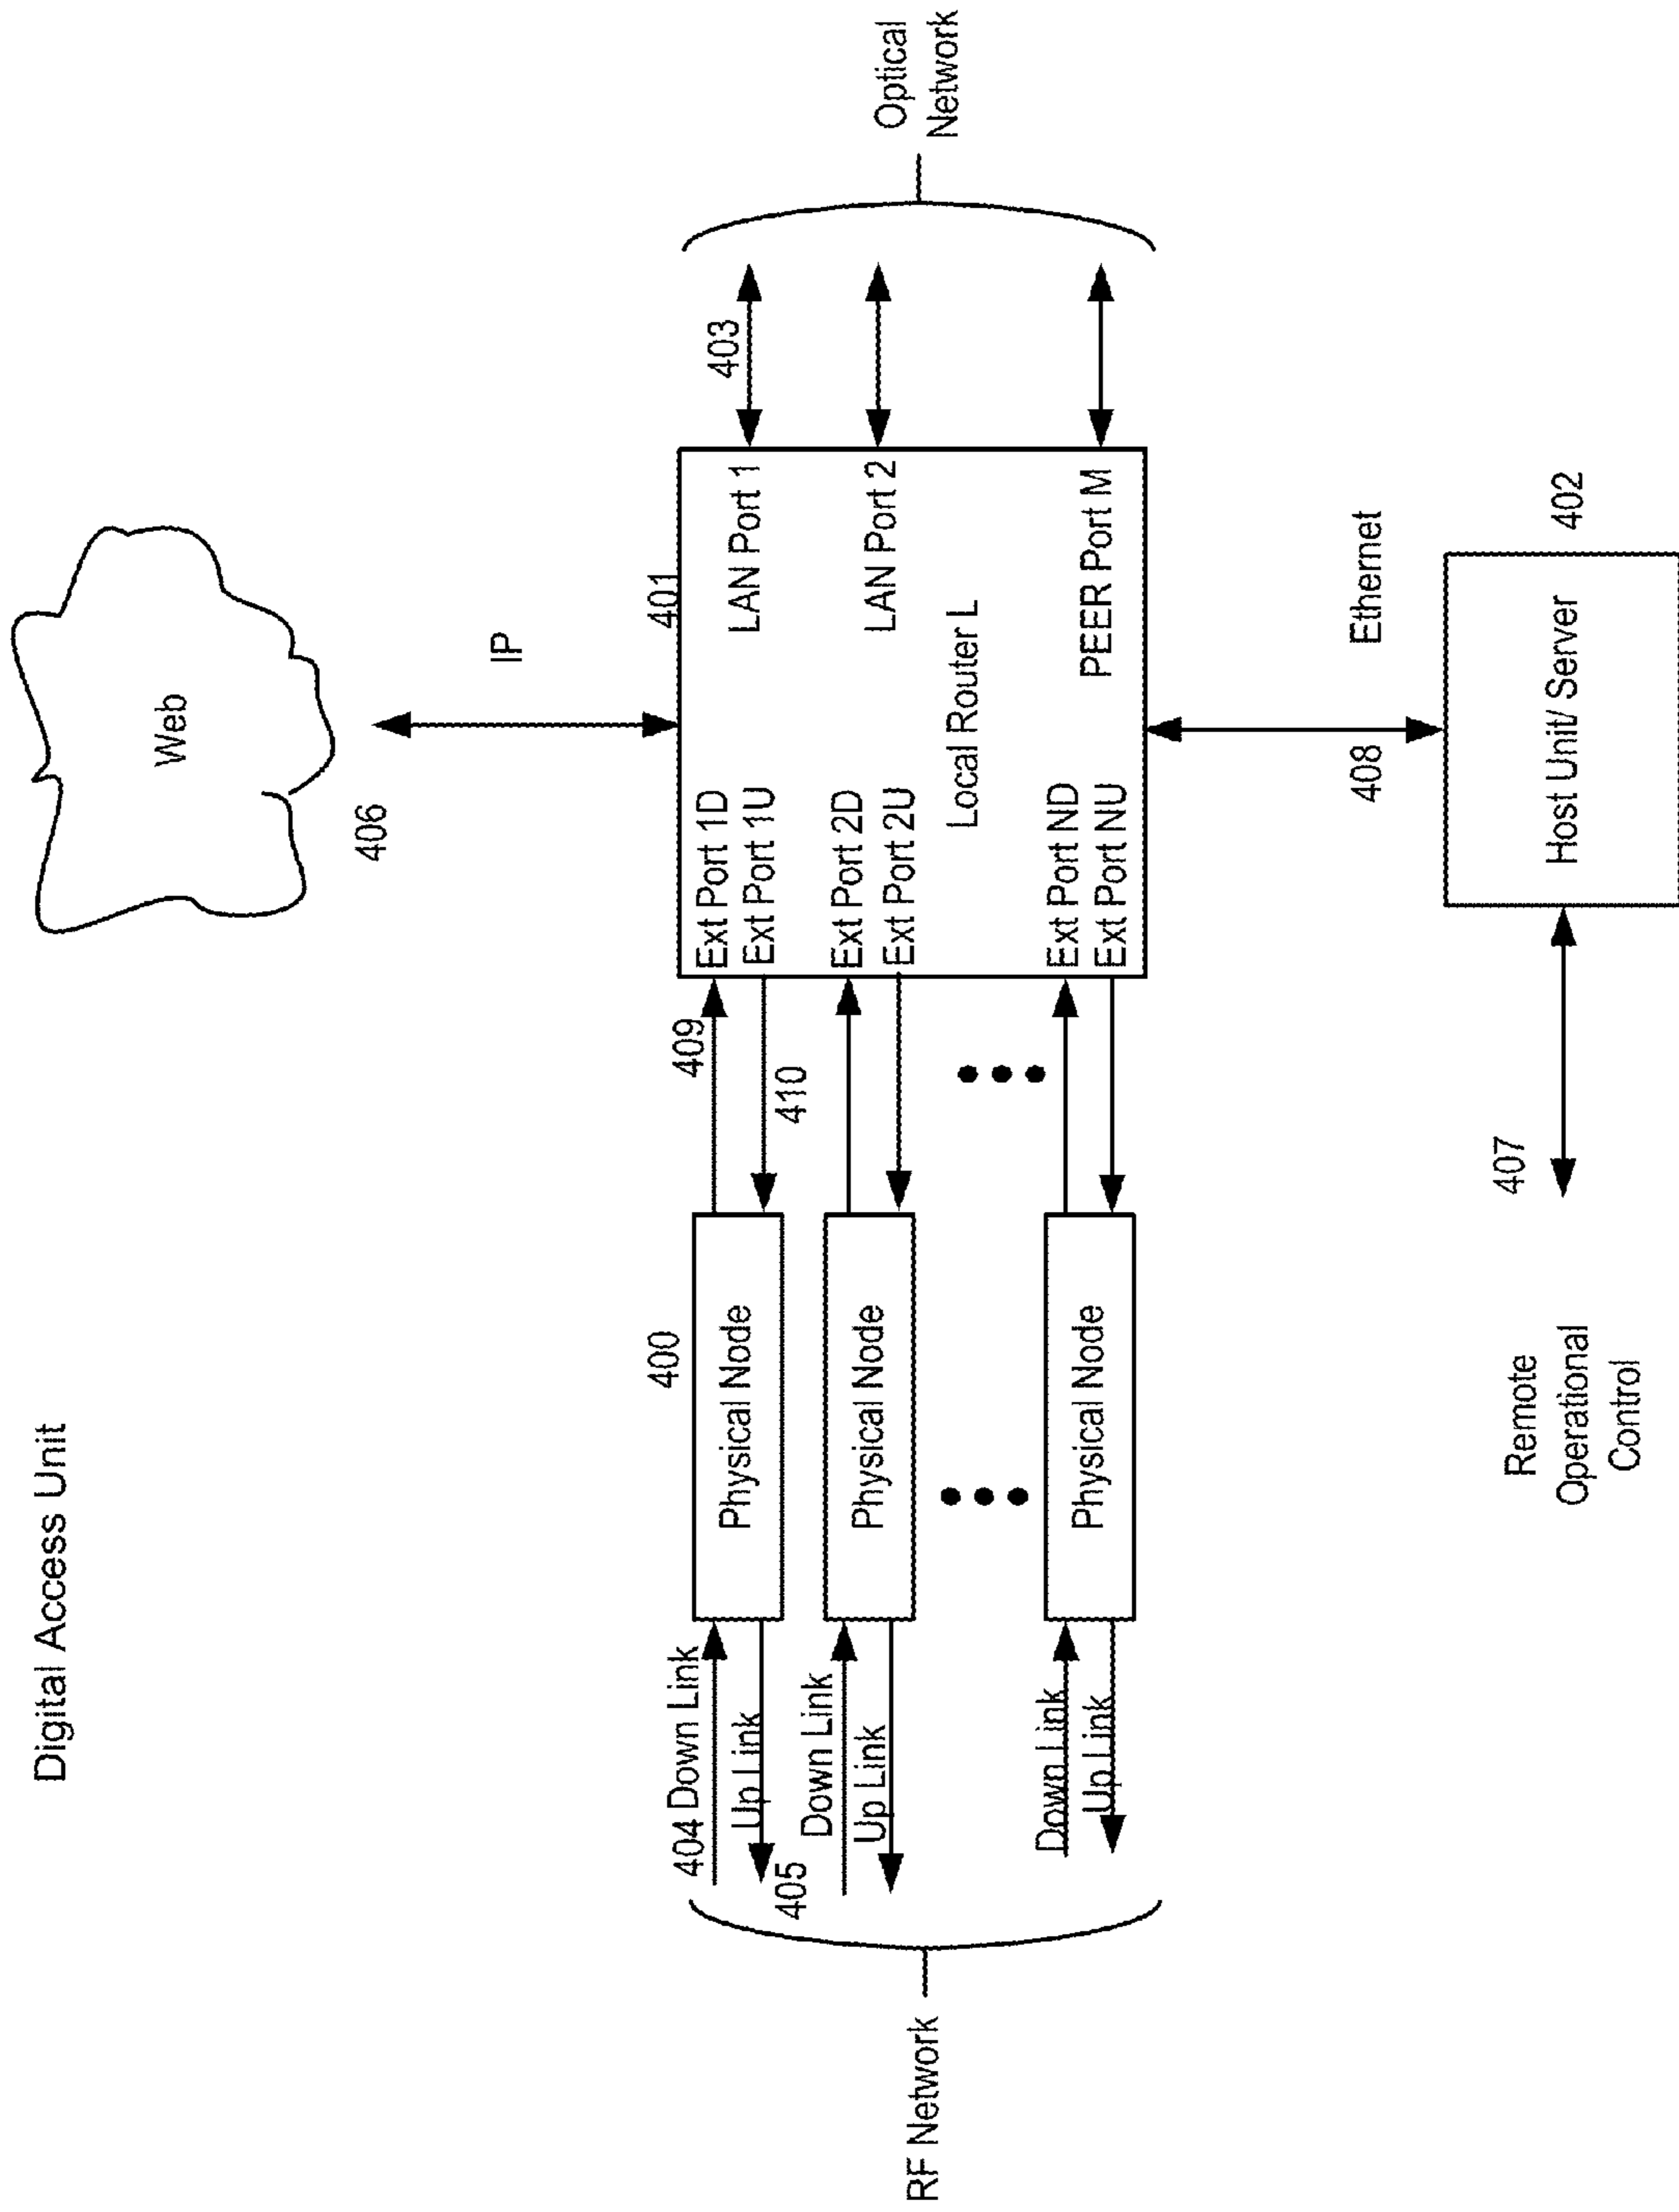 Digital Access Unit
Web
406
IP
401
403
Optical
Network
RF Network
404 Down Link
Up Link
405
Down Link
Up Link
Down Link
Up Link
400
Physical Node
Physical Node
Physical Node
409
410
Ext Port 1D
Ext Port 1U
Ext Port 2D
Ext Port 2U
Ext Port ND
Ext Port NU
Local Router L
LAN Port 1
LAN Port 2
PEER Port M
408
Ethernet
402
Host Unit/ Server
407
Remote
Operational
Control